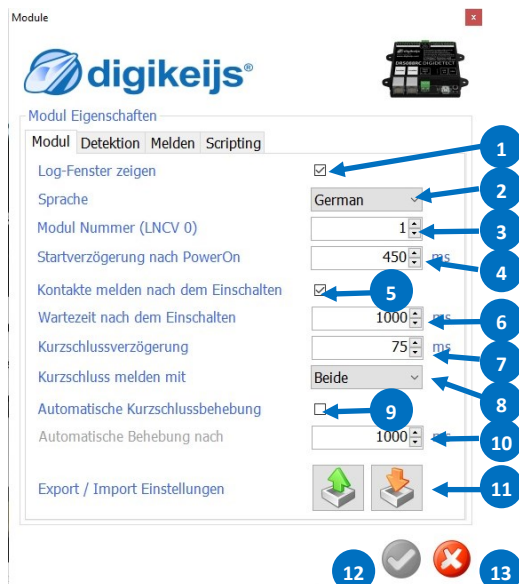 Module
x
digikeijs®
DR5088RC DIGIDETECT
Modul Eigenschaften
Modul Detektion Melden Scripting
Log-Fenster zeigen 1
Sprache German 2
Modul Nummer (LNCV 0) 1 3
Startverzögerung nach PowerOn 450 ms 4
Kontakte melden nach dem Einschalten 5
Wartezeit nach dem Einschalten 1000 ms 6
Kurzschlussverzögerung 75 ms 7
Kurzschluss melden mit Beide 8
Automatische Kurzschlussbehebung 9
Automatische Behebung nach 1000 ms 10
Export / Import Einstellungen 11
12 13